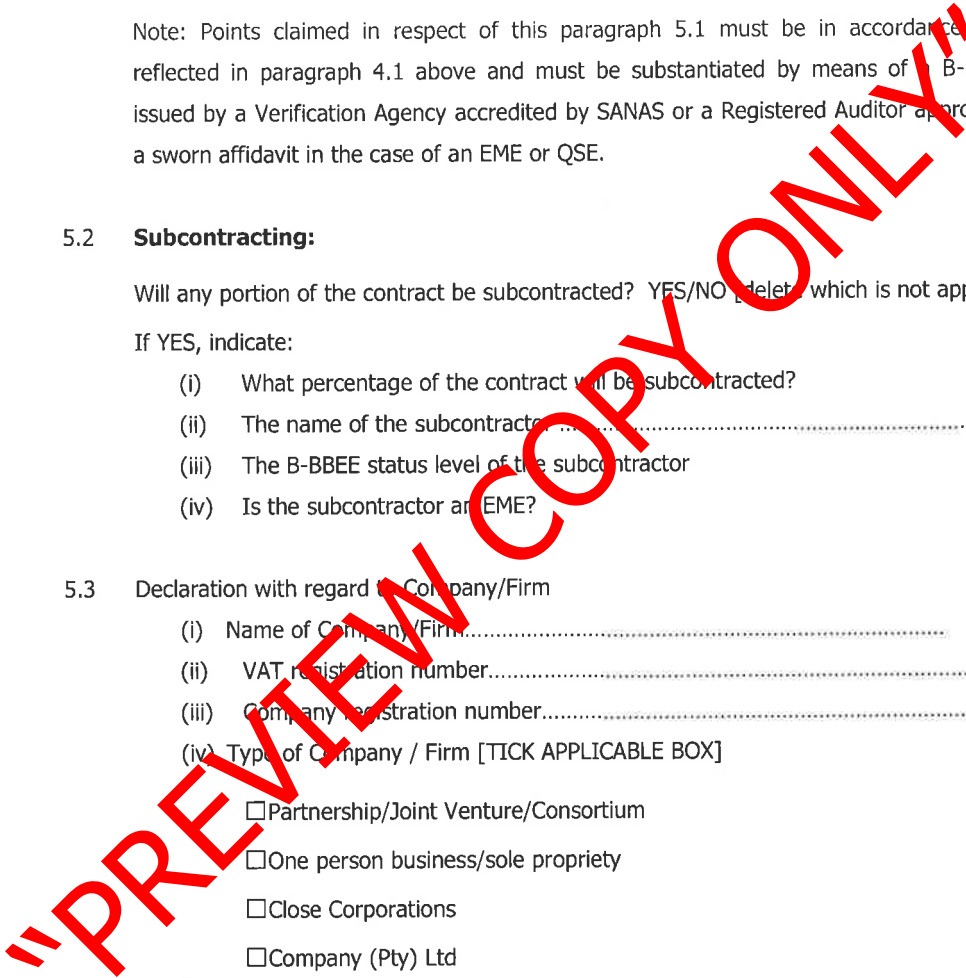 Note: Points claimed in respect of this paragraph 5.1 must be in accordance
reflected in paragraph 4.1 above and must be substantiated by means of a B-
issued by a Verification Agency accredited by SANAS or a Registered Auditor appro
a sworn affidavit in the case of an EME or QSE.
5.2 Subcontracting:
Will any portion of the contract be subcontracted? YES/NO [delete which is not app
If YES, indicate:
(i) What percentage of the contract will be subcontracted?
(ii) The name of the subcontractor ............................................................
(iii) The B-BBEE status level of the subcontractor
(iv) Is the subcontractor an EME?
5.3 Declaration with regard to Company/Firm
(i) Name of Company/Firm............................................................
(ii) VAT registration number............................................................
(iii) Company registration number............................................................
(iv) Type of Company / Firm [TICK APPLICABLE BOX]
☐Partnership/Joint Venture/Consortium
☐One person business/sole propriety
☐Close Corporations
☐Company (Pty) Ltd
"PREVIEW COPY ONLY"